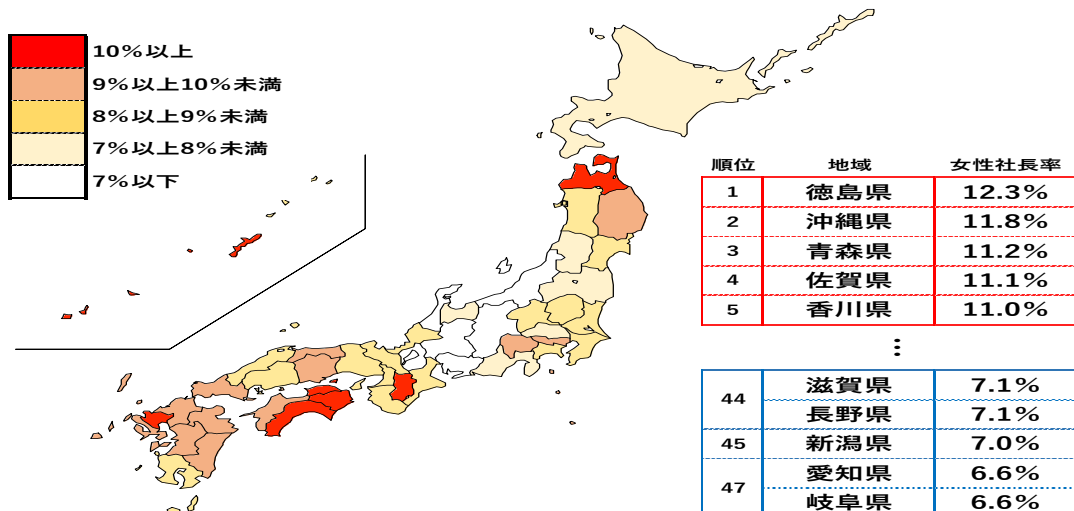 10%以上
9%以上10%未満
8%以上9%未満
7%以上8%未満
7%以下
順位 地域 女性社長率
1 徳島県 12.3%
2 沖縄県 11.8%
3 青森県 11.2%
4 佐賀県 11.1%
5 香川県 11.0%
⋮
44 滋賀県 7.1%
長野県 7.1%
45 新潟県 7.0%
47 愛知県 6.6%
岐阜県 6.6%